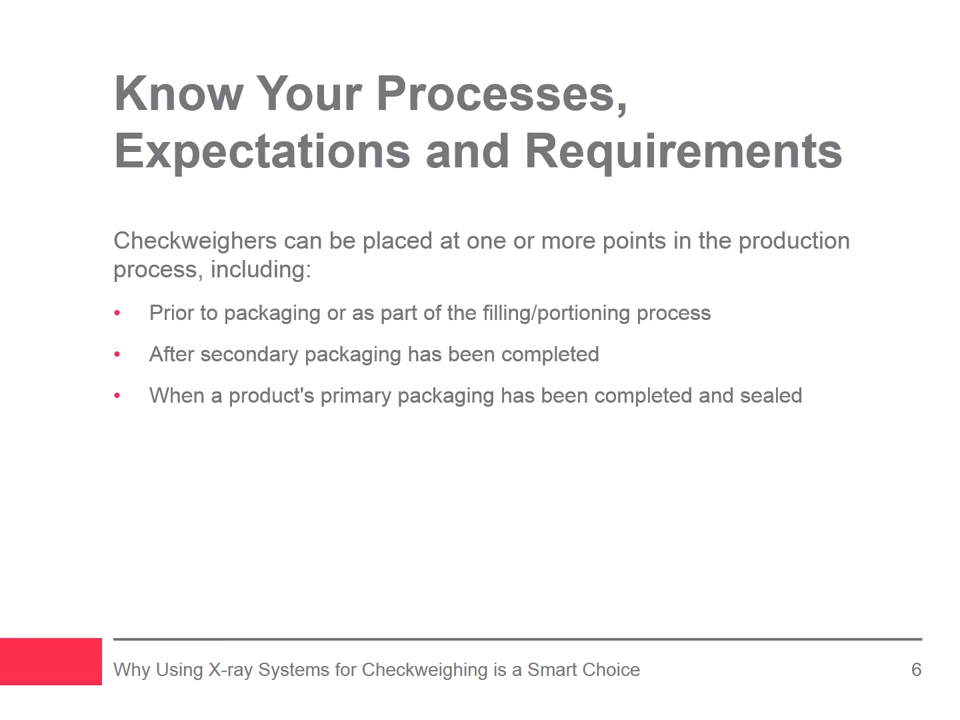 Know Your Processes,
Expectations and Requirements
Checkweighers can be placed at one or more points in the production
process, including:
• Prior to packaging or as part of the filling/portioning process
• After secondary packaging has been completed
• When a product's primary packaging has been completed and sealed
Why Using X-ray Systems for Checkweighing is a Smart Choice
6